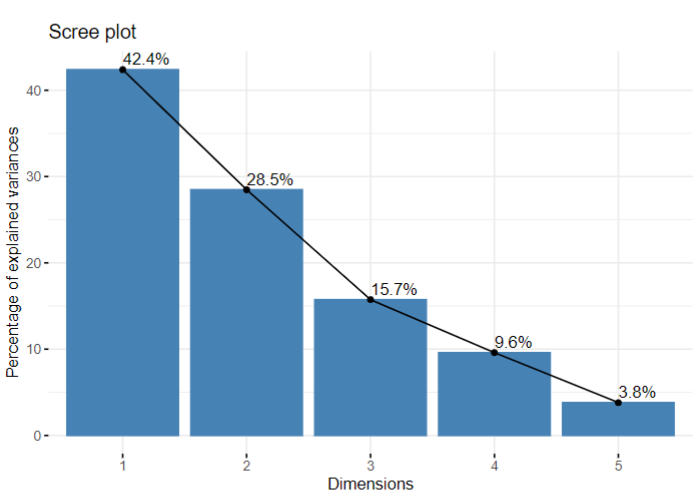 Scree plot
42.4%
28.5%
15.7%
9.6%
3.8%
Percentage of explained variances
40
30
20
10
0
1 2 3 4 5
Dimensions